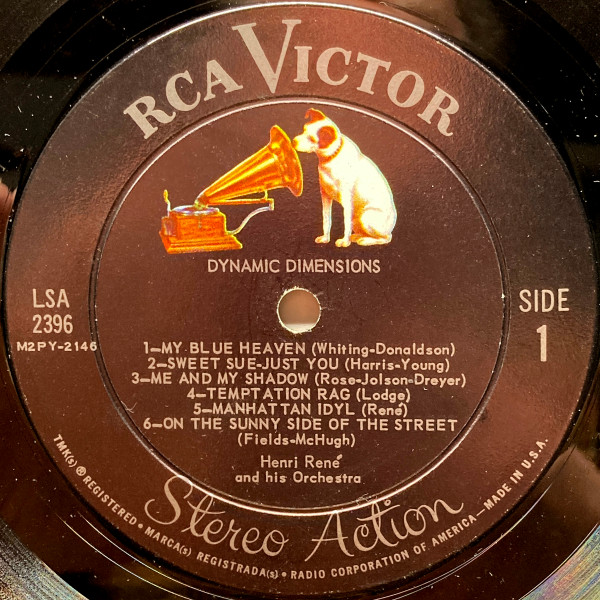 RCA VICTOR
DYNAMIC DIMENSIONS
LSA
2396
M2PY-2146
SIDE
1
1—MY BLUE HEAVEN (Whiting-Donaldson)
2—SWEET SUE-JUST YOU (Harris-Young)
3—ME AND MY SHADOW (Rose-Jolson-Dreyer)
4—TEMPTATION RAG (Lodge)
5—MANHATTAN IDYL (René)
6—ON THE SUNNY SIDE OF THE STREET
(Fields-McHugh)
Henri René
and his Orchestra
Stereo Action
TMK(s) ® REGISTERED • MARCA(s) REGISTRADA(s) • RADIO CORPORATION OF AMERICA—MADE IN U.S.A.